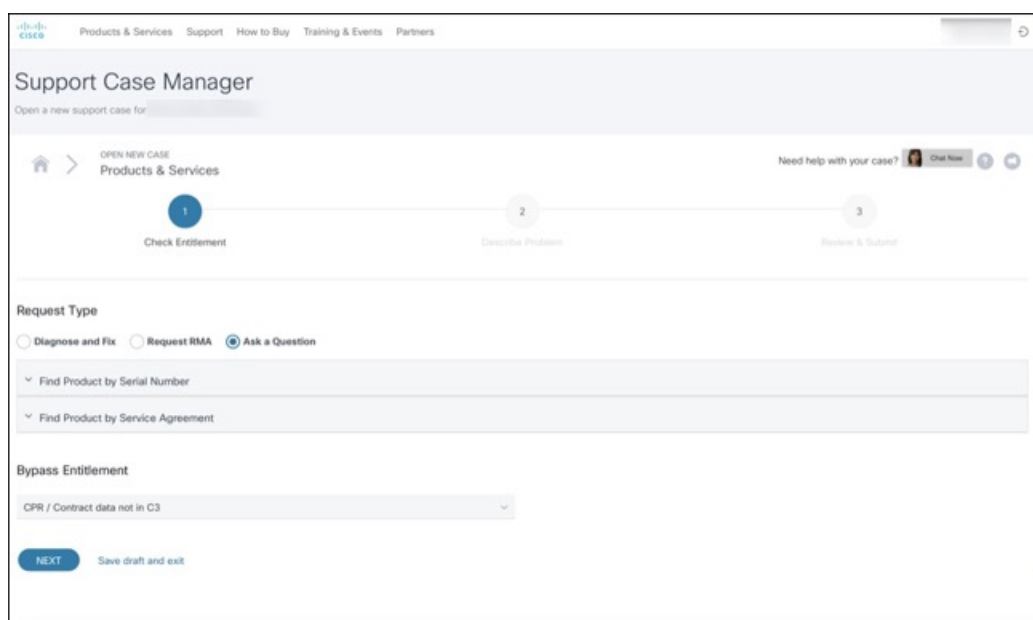 CISCO
Products & Services Support How to Buy Training & Events Partners
Support Case Manager
Open a new support case for
OPEN NEW CASE
Products & Services
Need help with your case? Chat Now
1 2 3
Check Entitlement Describe Problem Review & Submit
Request Type
Diagnose and Fix Request RMA Ask a Question
Find Product by Serial Number
Find Product by Service Agreement
Bypass Entitlement
CPR / Contract data not in C3
NEXT Save draft and exit